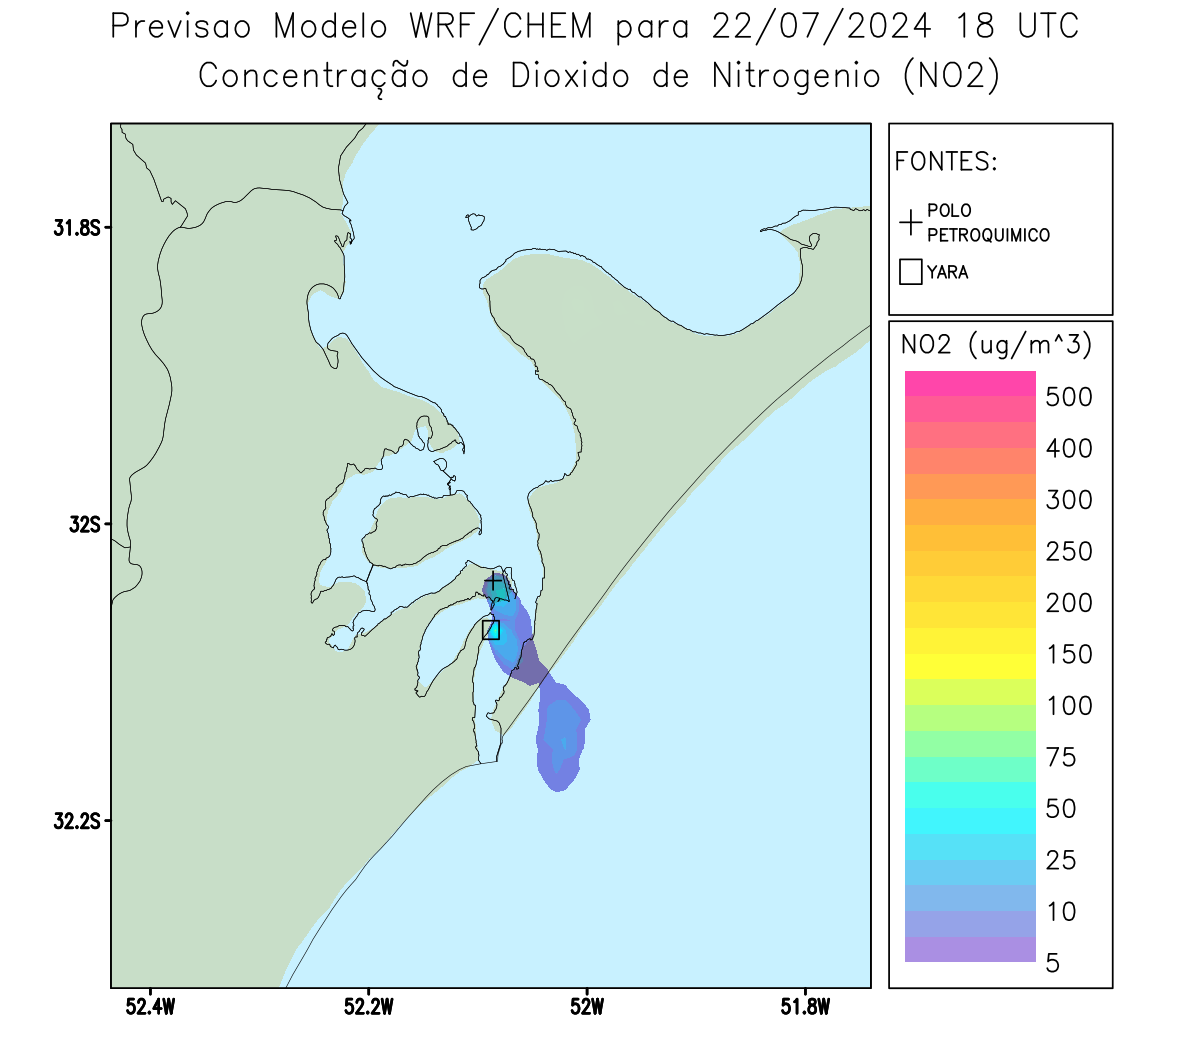 Previsao Modelo WRF/CHEM para 22/07/2024 18 UTC
Concentração de Dioxido de Nitrogenio (NO2)
FONTES:
POLO
PETROQUIMICO
YARA
NO2 (ug/m^3)
500
400
300
250
200
150
100
75
50
25
10
5
31.8S
32S
32.2S
52.4W
52.2W
52W
51.8W